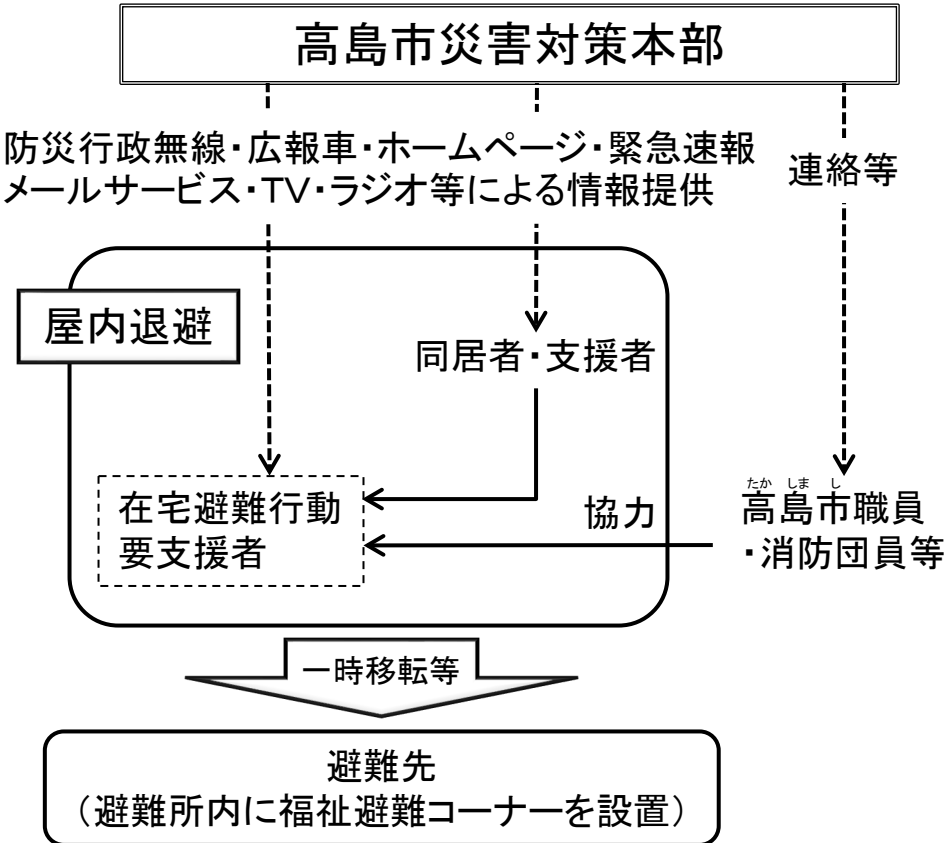 高島市災害対策本部
防災行政無線・広報車・ホームページ・緊急速報
メールサービス・TV・ラジオ等による情報提供
連絡等
屋内退避
同居者・支援者
在宅避難行動
要支援者
協力
たか しま し
高島市職員
・消防団員等
一時移転等
避難先
（避難所内に福祉避難コーナーを設置）